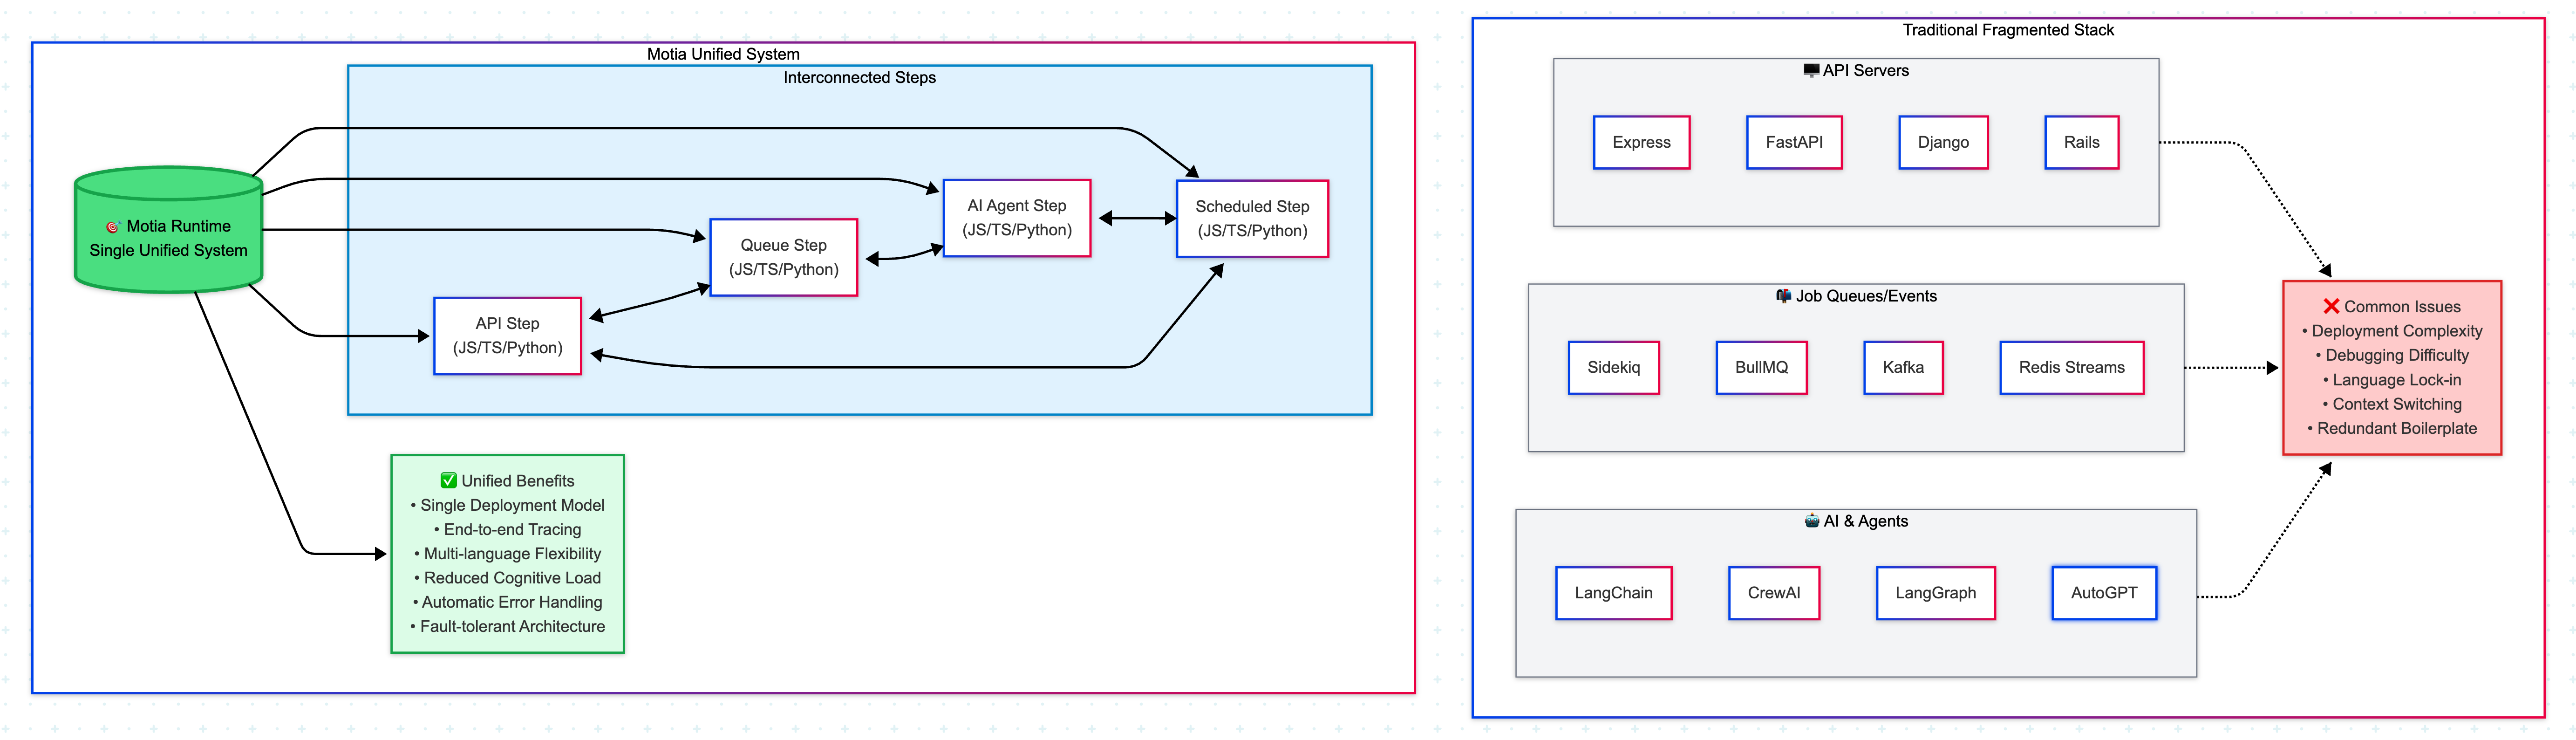 Motia Unified System
Interconnected Steps
🎯 Motia Runtime
Single Unified System
API Step
(JS/TS/Python)
Queue Step
(JS/TS/Python)
AI Agent Step
(JS/TS/Python)
Scheduled Step
(JS/TS/Python)
✅ Unified Benefits
• Single Deployment Model
• End-to-end Tracing
• Multi-language Flexibility
• Reduced Cognitive Load
• Automatic Error Handling
• Fault-tolerant Architecture
Traditional Fragmented Stack
🖥️ API Servers
Express
FastAPI
Django
Rails
📬 Job Queues/Events
Sidekiq
BullMQ
Kafka
Redis Streams
🤖 AI & Agents
LangChain
CrewAI
LangGraph
AutoGPT
❌ Common Issues
• Deployment Complexity
• Debugging Difficulty
• Language Lock-in
• Context Switching
• Redundant Boilerplate